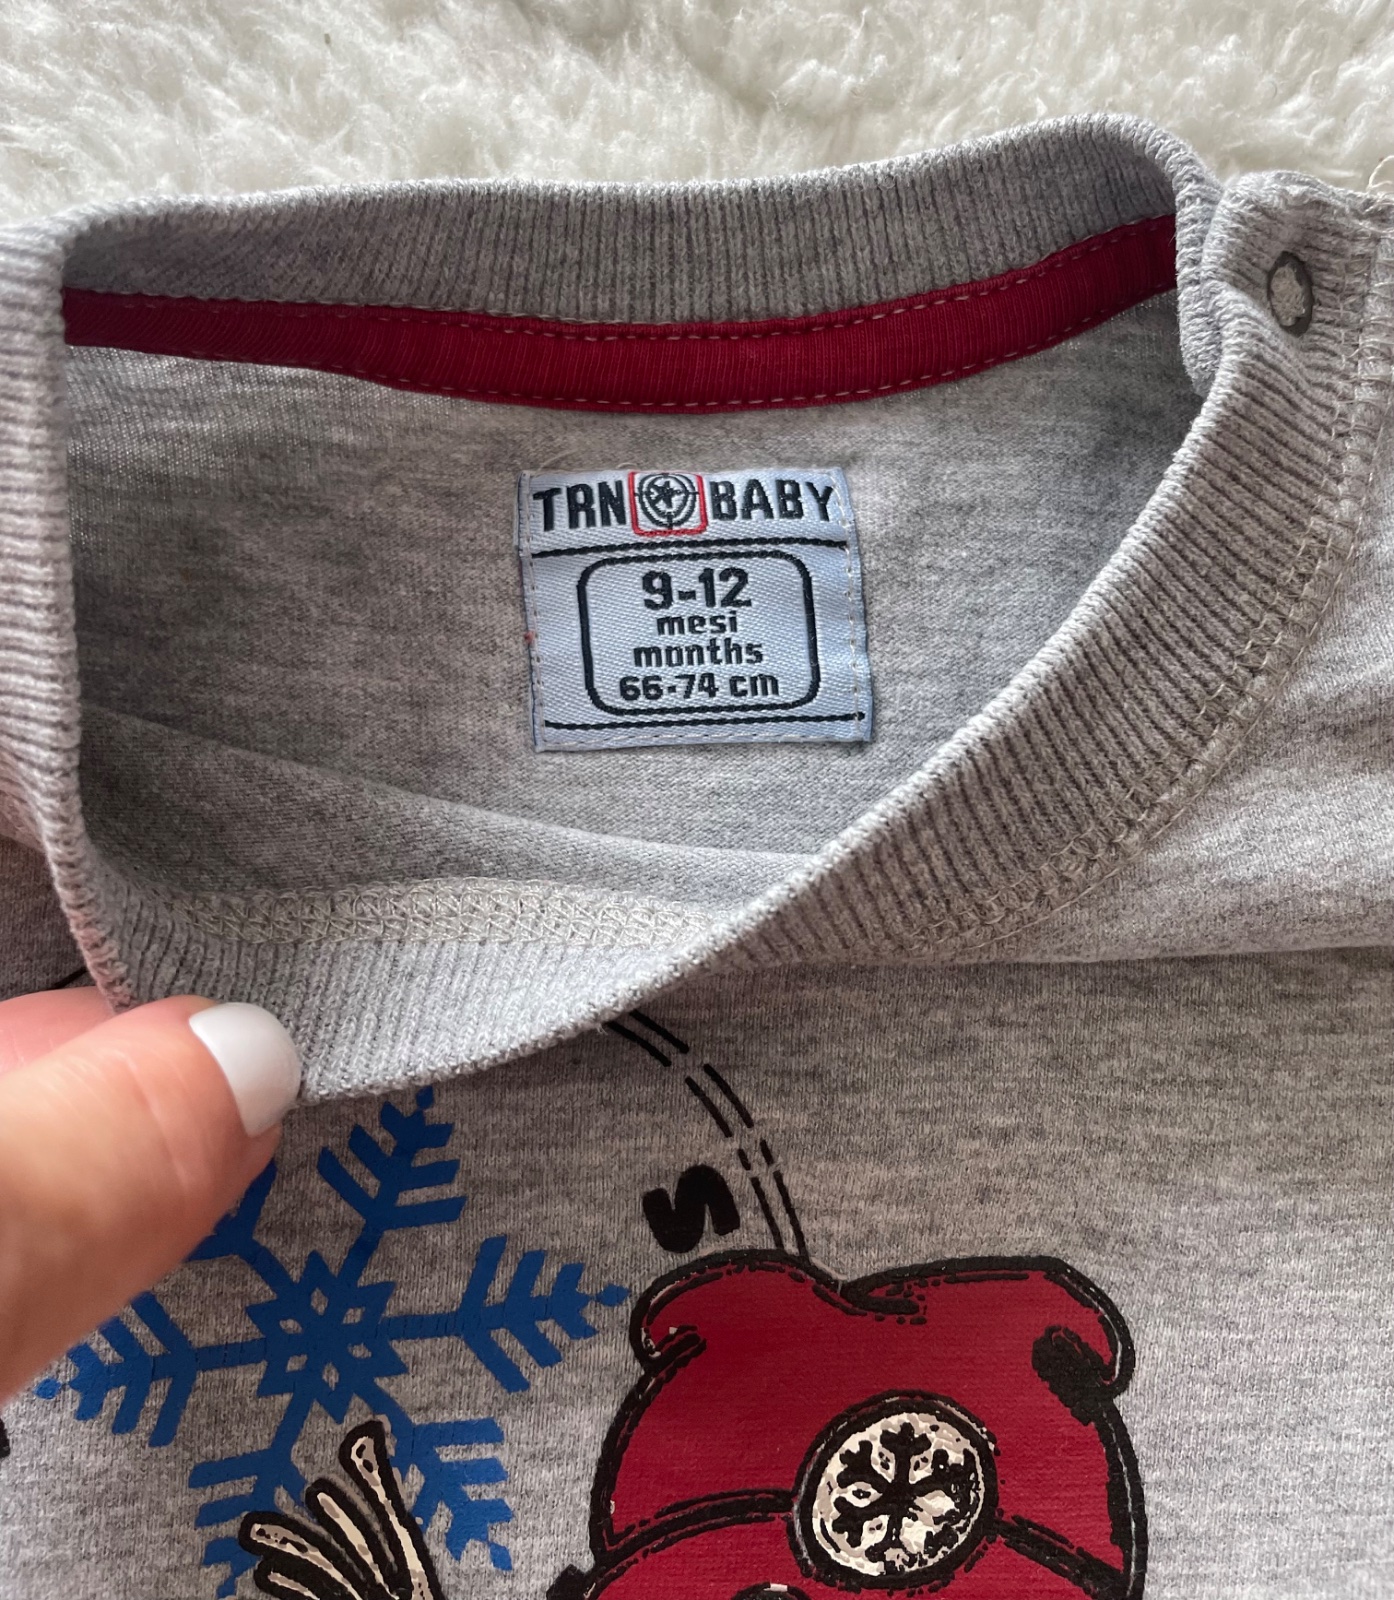 TRN BABY
9-12
mesi
months
66-74 cm